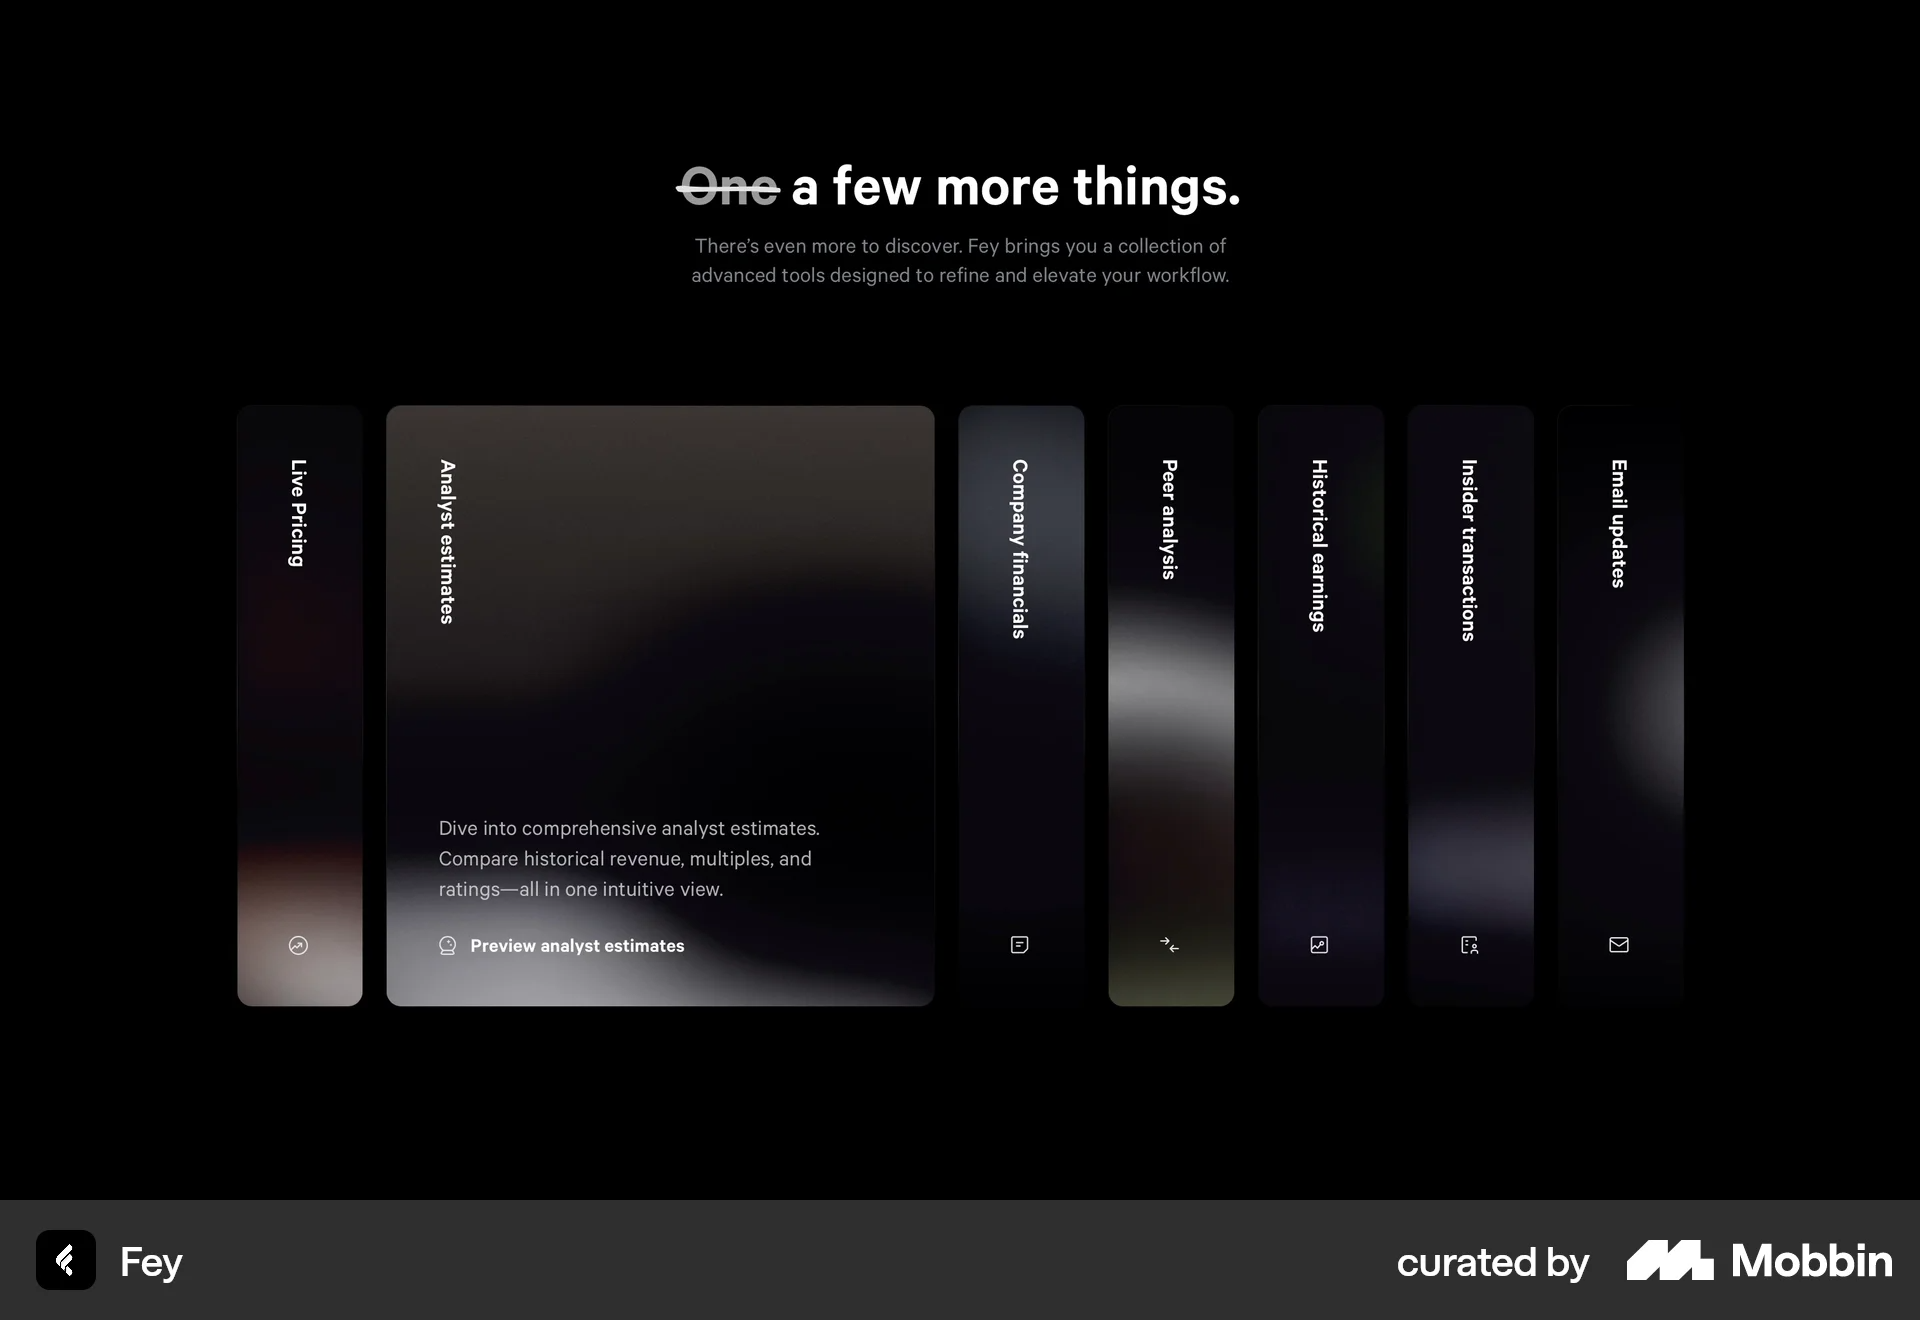 One a few more things.
There’s even more to discover. Fey brings you a collection of
advanced tools designed to refine and elevate your workflow.
Live Pricing
Analyst estimates
Dive into comprehensive analyst estimates.
Compare historical revenue, multiples, and
ratings—all in one intuitive view.
Preview analyst estimates
Company financials
Peer analysis
Historical earnings
Insider transactions
Email updates
Fey
curated by Mobbin